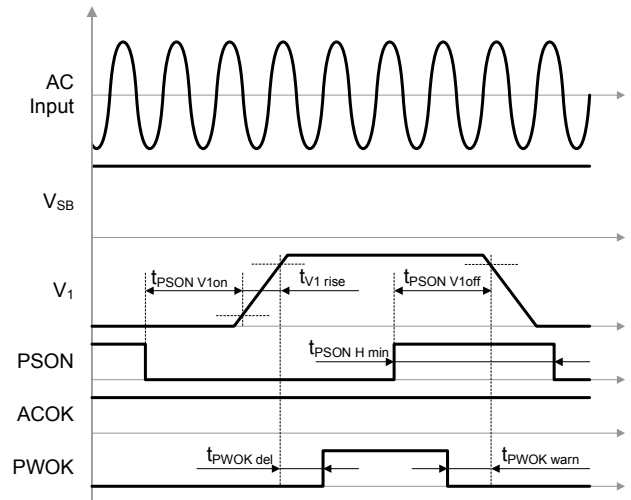 AC
Input
VSB
V1
tPSON V1on
tV1 rise
tPSON V1off
PSON
tPSON H min
ACOK
PWOK
tPWOK del
tPWOK warn